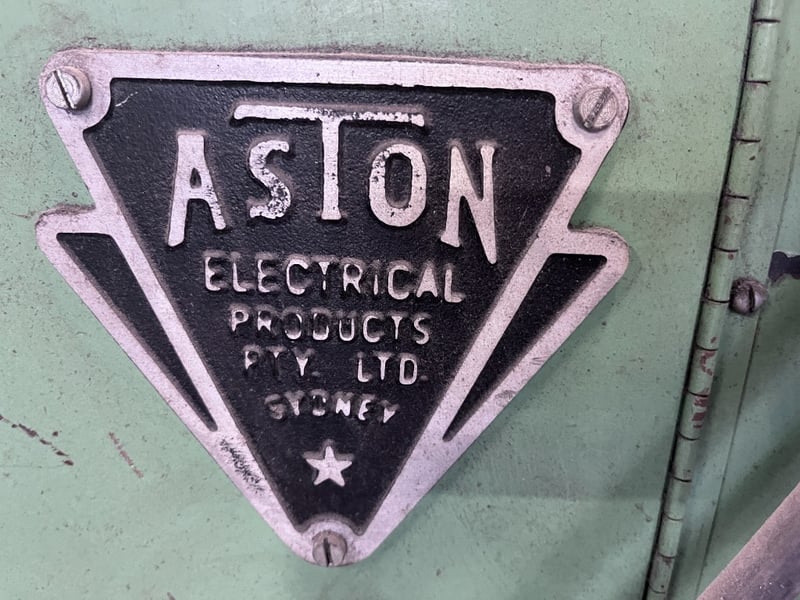 ASTON
ELECTRICAL
PRODUCTS
PTY. LTD.
SYDNEY